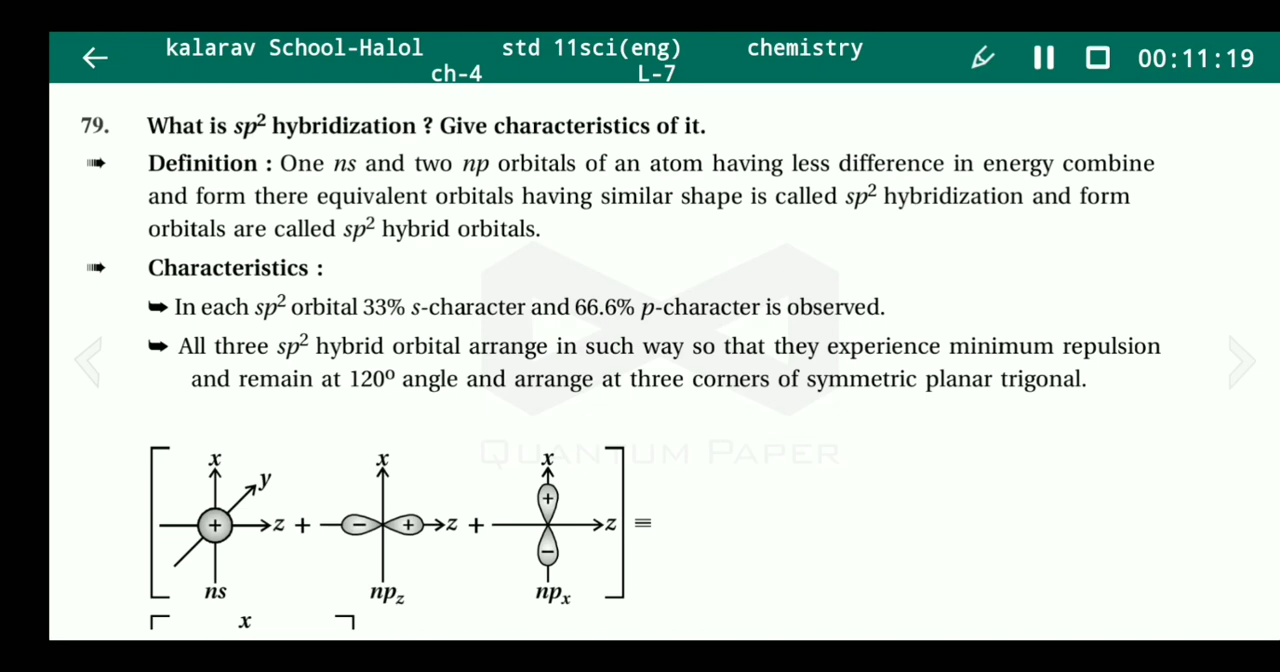 kalarav School-Halol std 11sci(eng) chemistry
ch-4 L-7
00:11:19
79. What is sp² hybridization ? Give characteristics of it.
Definition : One ns and two np orbitals of an atom having less difference in energy combine
and form there equivalent orbitals having similar shape is called sp² hybridization and form
orbitals are called sp² hybrid orbitals.
Characteristics :
In each sp² orbital 33% s-character and 66.6% p-character is observed.
All three sp² hybrid orbital arrange in such way so that they experience minimum repulsion
and remain at 120º angle and arrange at three corners of symmetric planar trigonal.
QUANTUM PAPER
x x x
y
+ z + − + z + + − z ≡
ns npz npx
x